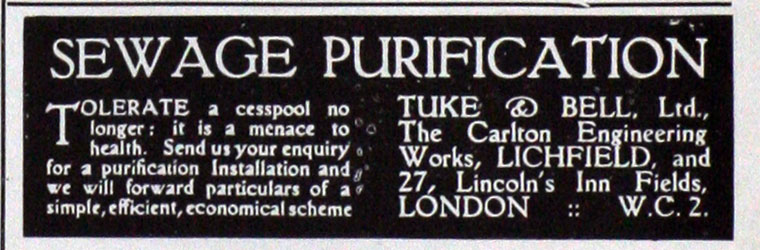 SEWAGE PURIFICATION
TOLERATE a cesspool no
longer: it is a menace to
health. Send us your enquiry
for a purification Installation and
we will forward particulars of a
simple, efficient, economical scheme
TUKE & BELL, Ltd.,
The Carlton Engineering
Works, LICHFIELD, and
27, Lincoln's Inn Fields,
LONDON :: W.C. 2.